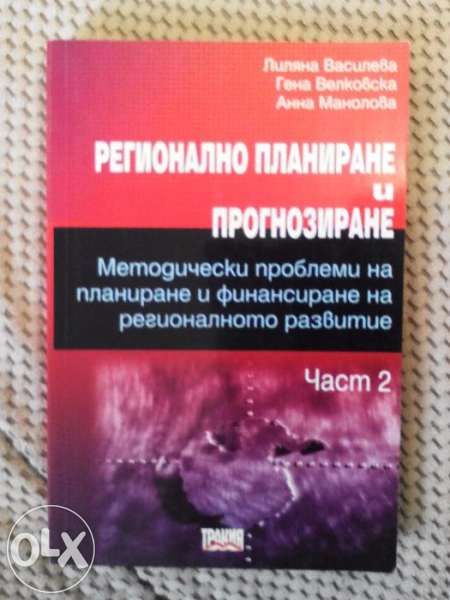 Лиляна Василева
Гена Велковска
Анна Манолова
РЕГИОНАЛНО ПЛАНИРАНЕ
и
ПРОГНОЗИРАНЕ
Методически проблеми на
планиране и финансиране на
регионалното развитие
Част 2
ТРАКИЯ
OLX